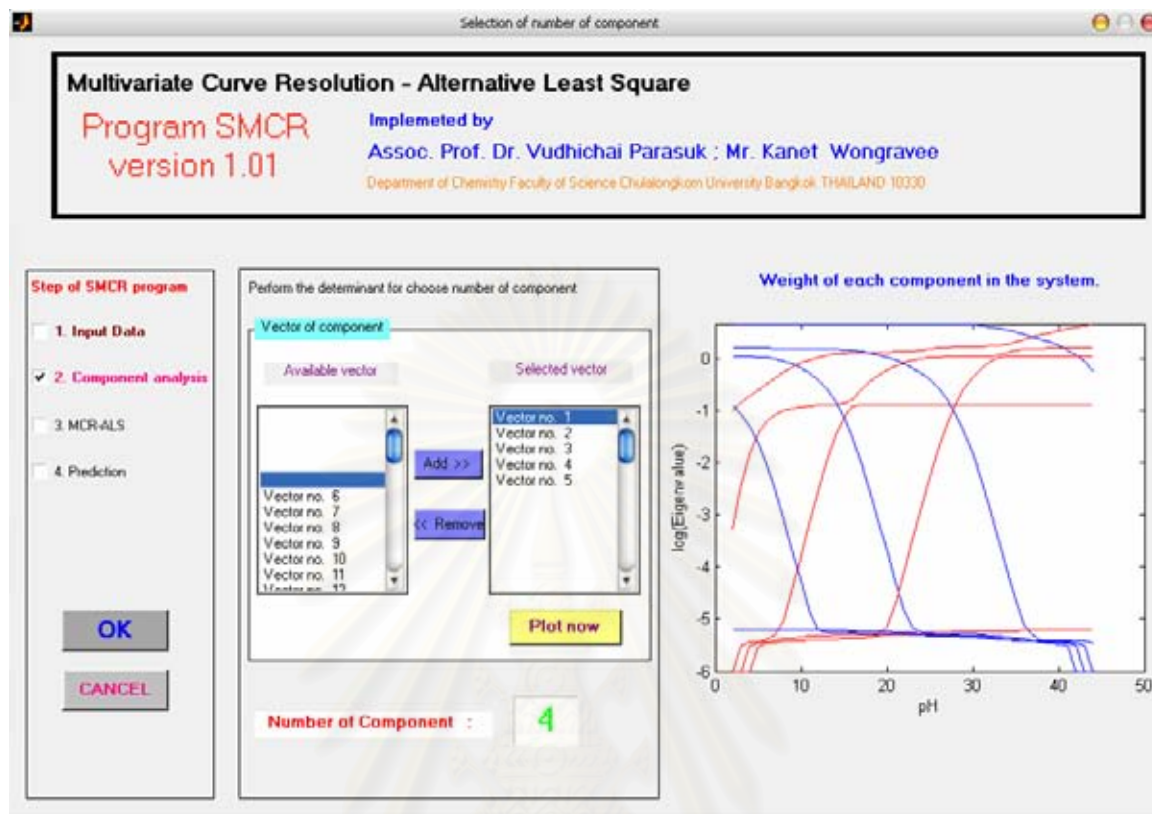 Selection of number of component
Multivariate Curve Resolution - Alternative Least Square
Program SMCR
version 1.01
Implemeted by
Assoc. Prof. Dr. Vudhichai Parasuk ; Mr. Kanet Wongravee
Department of Chemistry Faculty of Science Chulalongkorn University Bangkok THAILAND 10330
Step of SMCR program
1. Input Data
2. Component analysis
3. MCR-ALS
4. Prediction
OK
CANCEL
Perform the determinant for choose number of component
Vector of component
Available vector
Vector no. 6
Vector no. 7
Vector no. 8
Vector no. 9
Vector no. 10
Vector no. 11
Vector no. 12
Add >>
<< Remove
Selected vector
Vector no. 1
Vector no. 2
Vector no. 3
Vector no. 4
Vector no. 5
Plot now
Number of Component :
4
Weight of each component in the system.
log(Eigenvalue)
0
-1
-2
-3
-4
-5
-6
0 10 20 30 40 50
pH